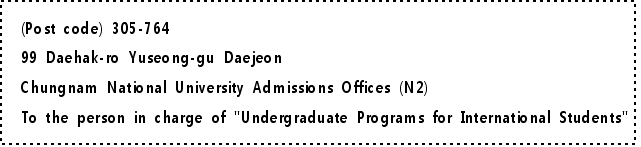 (Post code) 305-764
99 Daehak-ro Yuseong-gu Daejeon
Chungnam National University Admissions Offices (N2)
To the person in charge of "Undergraduate Programs for International Students"